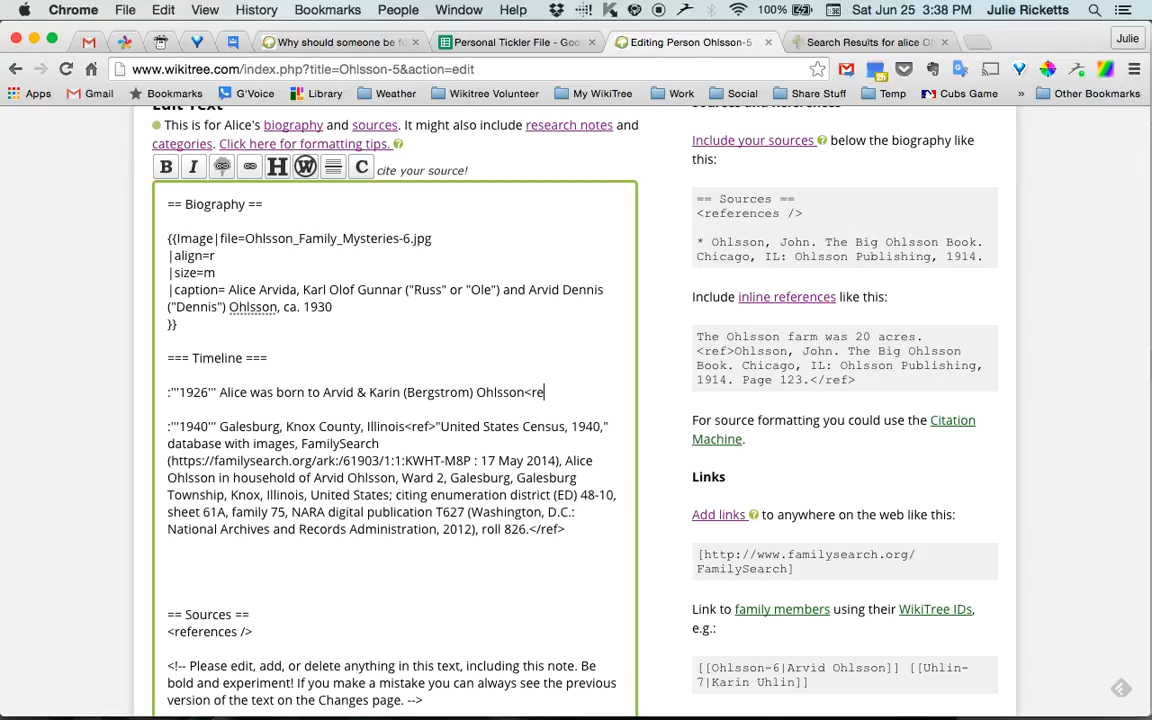 Chrome File Edit View History Bookmarks People Window Help 100% Sat Jun 25 3:38 PM Julie Ricketts
Why should someone be f Personal Tickler File - Goo Editing Person Ohlsson-5 Search Results for alice Oh Julie
www.wikitree.com/index.php?title=Ohlsson-5&action=edit
Apps Gmail Bookmarks G'Voice Library Weather Wikitree Volunteer My WikiTree Work Social Share Stuff Temp Cubs Game » Other Bookmarks
Edit Text
This is for Alice's biography and sources. It might also include research notes and
categories. Click here for formatting tips. ?
B I H W C cite your source!
== Biography ==
{{Image|file=Ohlsson_Family_Mysteries-6.jpg
|align=r
|size=m
|caption= Alice Arvida, Karl Olof Gunnar ("Russ" or "Ole") and Arvid Dennis
("Dennis") Ohlsson, ca. 1930
}}
=== Timeline ===
:'''1926''' Alice was born to Arvid & Karin (Bergstrom) Ohlsson<re
:'''1940''' Galesburg, Knox County, Illinois<ref>"United States Census, 1940,"
database with images, FamilySearch
(https://familysearch.org/ark:/61903/1:1:KWHT-M8P : 17 May 2014), Alice
Ohlsson in household of Arvid Ohlsson, Ward 2, Galesburg, Galesburg
Township, Knox, Illinois, United States; citing enumeration district (ED) 48-10,
sheet 61A, family 75, NARA digital publication T627 (Washington, D.C.:
National Archives and Records Administration, 2012), roll 826.</ref>
== Sources ==
<references />
<!-- Please edit, add, or delete anything in this text, including this note. Be
bold and experiment! If you make a mistake you can always see the previous
version of the text on the Changes page. -->
Sources and References
Include your sources ? below the biography like
this:
== Sources ==
<references />
* Ohlsson, John. The Big Ohlsson Book.
Chicago, IL: Ohlsson Publishing, 1914.
Include inline references like this:
The Ohlsson farm was 20 acres.
<ref>Ohlsson, John. The Big Ohlsson
Book. Chicago, IL: Ohlsson Publishing,
1914. Page 123.</ref>
For source formatting you could use the Citation
Machine.
Links
Add links ? to anywhere on the web like this:
[http://www.familysearch.org/
FamilySearch]
Link to family members using their WikiTree IDs,
e.g.:
[[Ohlsson-6|Arvid Ohlsson]] [[Uhlin-
7|Karin Uhlin]]